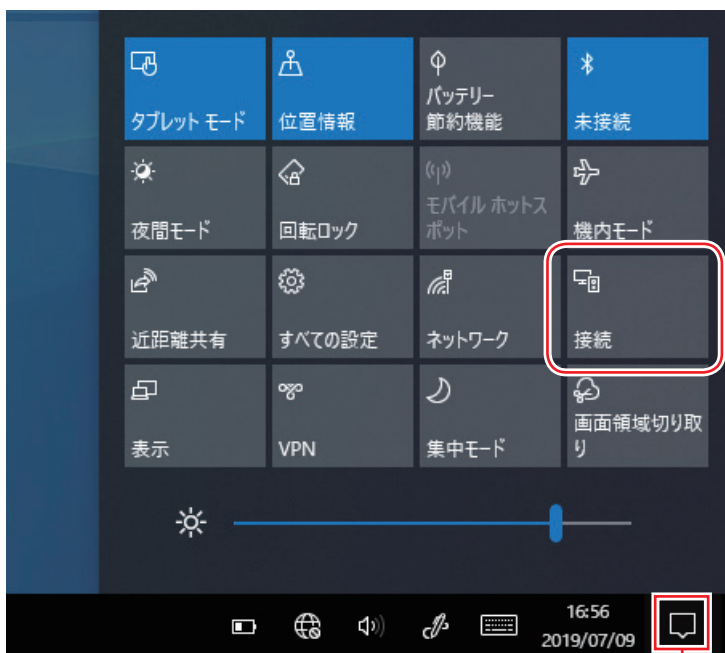 タブレット モード
位置情報
バッテリー
節約機能
未接続
夜間モード
回転ロック
モバイル ホットス
ポット
機内モード
近距離共有
すべての設定
ネットワーク
接続
表示
VPN
集中モード
画面領域切り取
り
16:56
2019/07/09